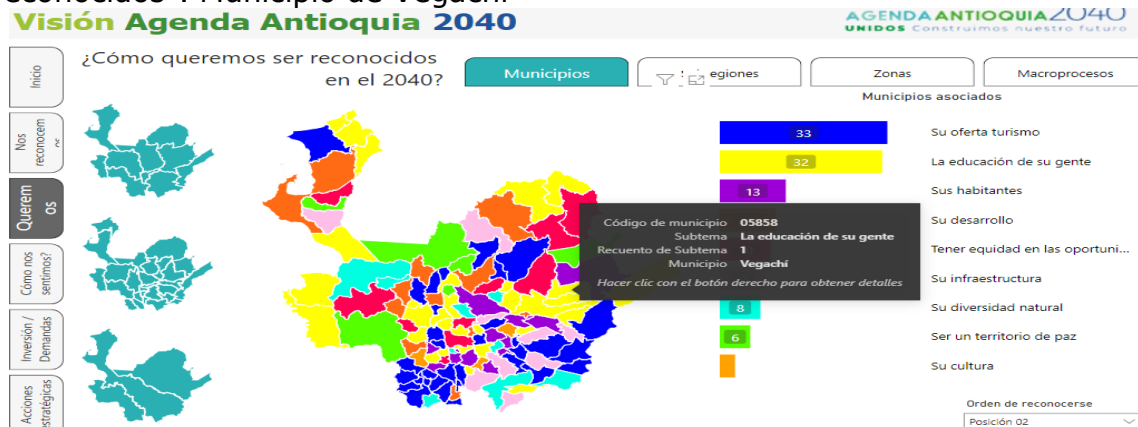 econocidos". Municipio de Vegachí
Visión Agenda Antioquia 2040
AGENDA ANTIOQUIA 2040
UNIDOS Construimos nuestro futuro
¿Cómo queremos ser reconocidos
en el 2040?
Municipios
egiones
Zonas
Macroprocesos
Inicio
Nos
reconocem
Querem
os
Cómo nos
sentimos?
Inversión /
Demandas
Acciones
estratégicas
Municipios asociados
33 Su oferta turismo
32 La educación de su gente
13 Sus habitantes
Su desarrollo
Tener equidad en las oportuni...
Su infraestructura
8 Su diversidad natural
6 Ser un territorio de paz
Su cultura
Código de municipio 05858
Subtema La educación de su gente
Recuento de Subtema 1
Municipio Vegachí
Hacer clic con el botón derecho para obtener detalles
Orden de reconocerse
Posición 02